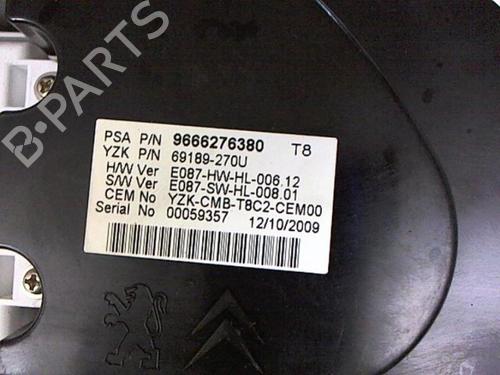 B-PARTS
PSA P/N 9666276380 T8
YZK P/N 69189-270U
H/W Ver E087-HW-HL-006.12
S/W Ver E087-SW-HL-008.01
CEM No YZK-CMB-T8C2-CEM00
Serial No 00059357 12/10/2009